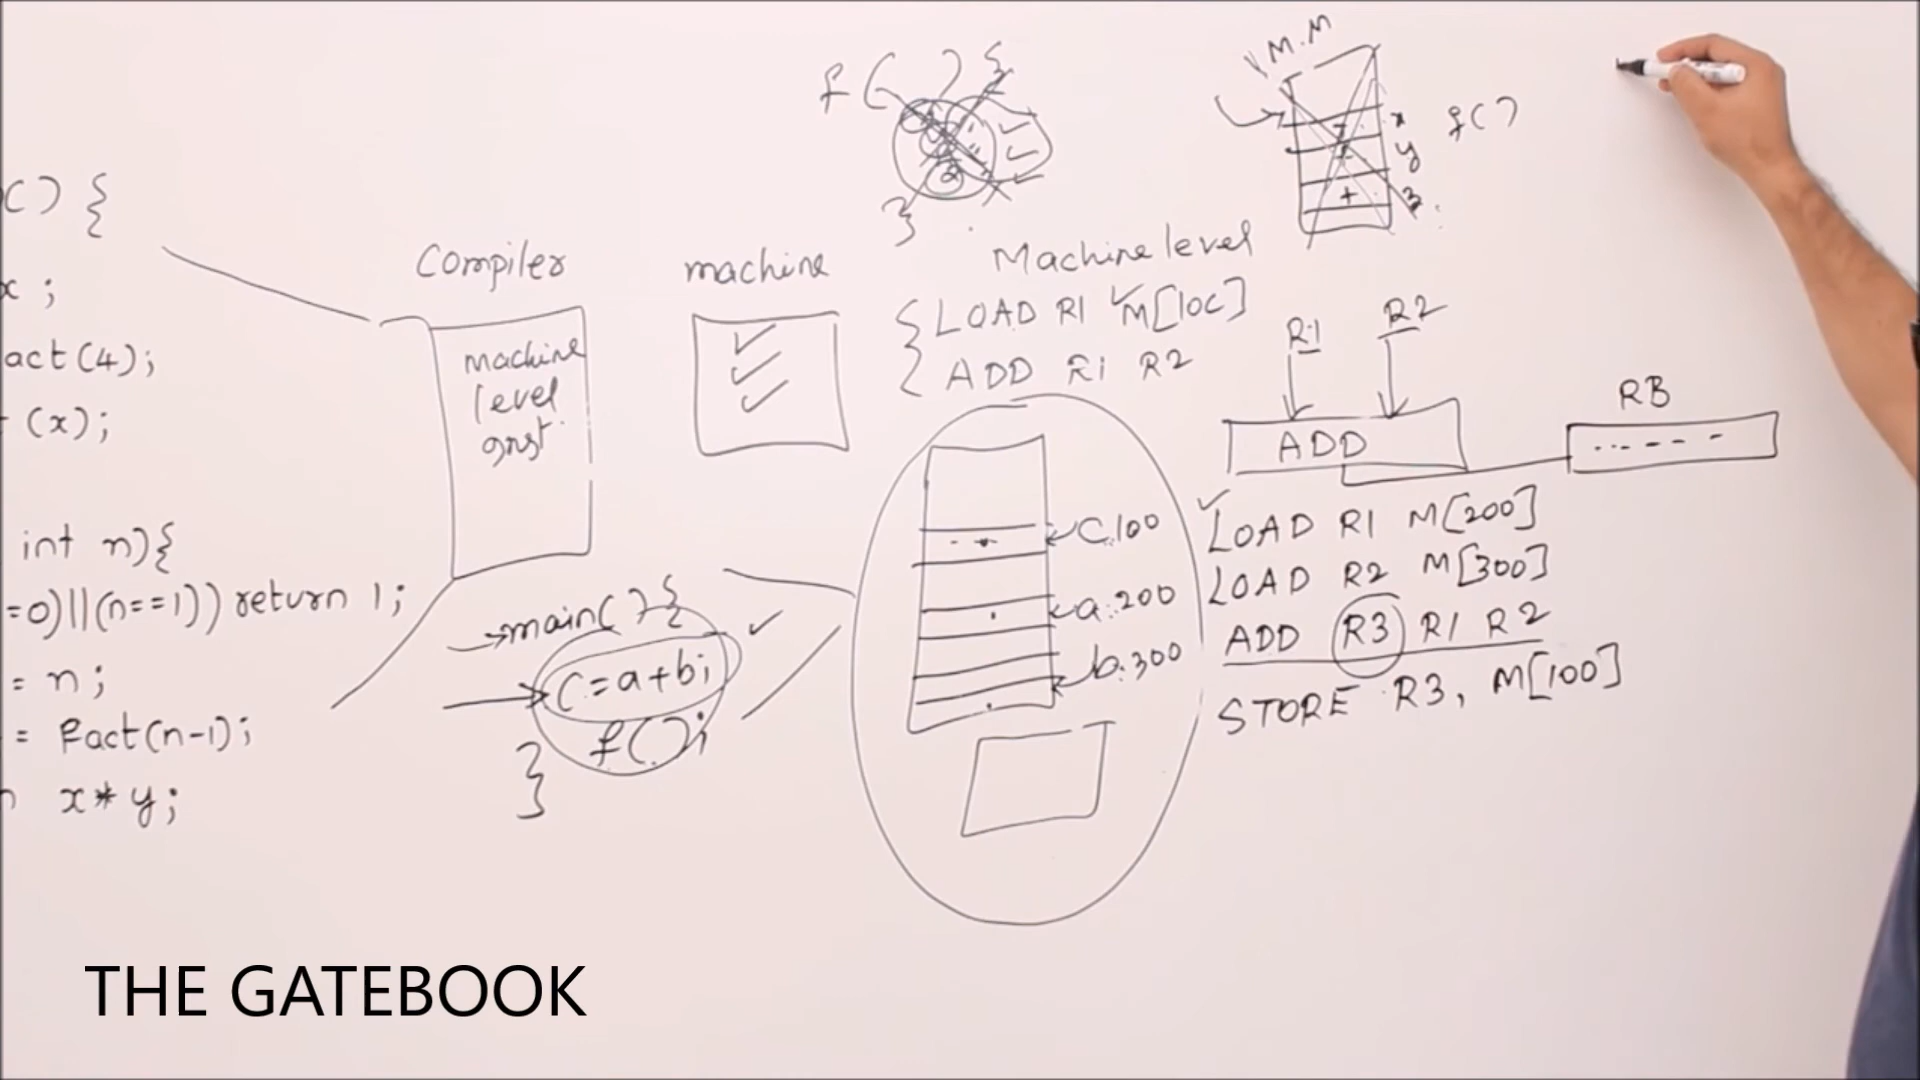 c) {
x ;
act(4);
(x);
int n){
=0)||(n==1)) return 1;
= n;
= Fact(n-1);
x*y;
Compiler
machine
level
inst.
machine
f( ) {
}
main( ) {
c=a+b;
f( );
}
M.M
x
y
z
f( )
Machine level
{ LOAD R1 M[10C]
ADD R1 R2
R1
R2
ADD
RB
C.100
a.200
b.300
LOAD R1 M[200]
LOAD R2 M[300]
ADD R3 R1 R2
STORE R3, M[100]
THE GATEBOOK